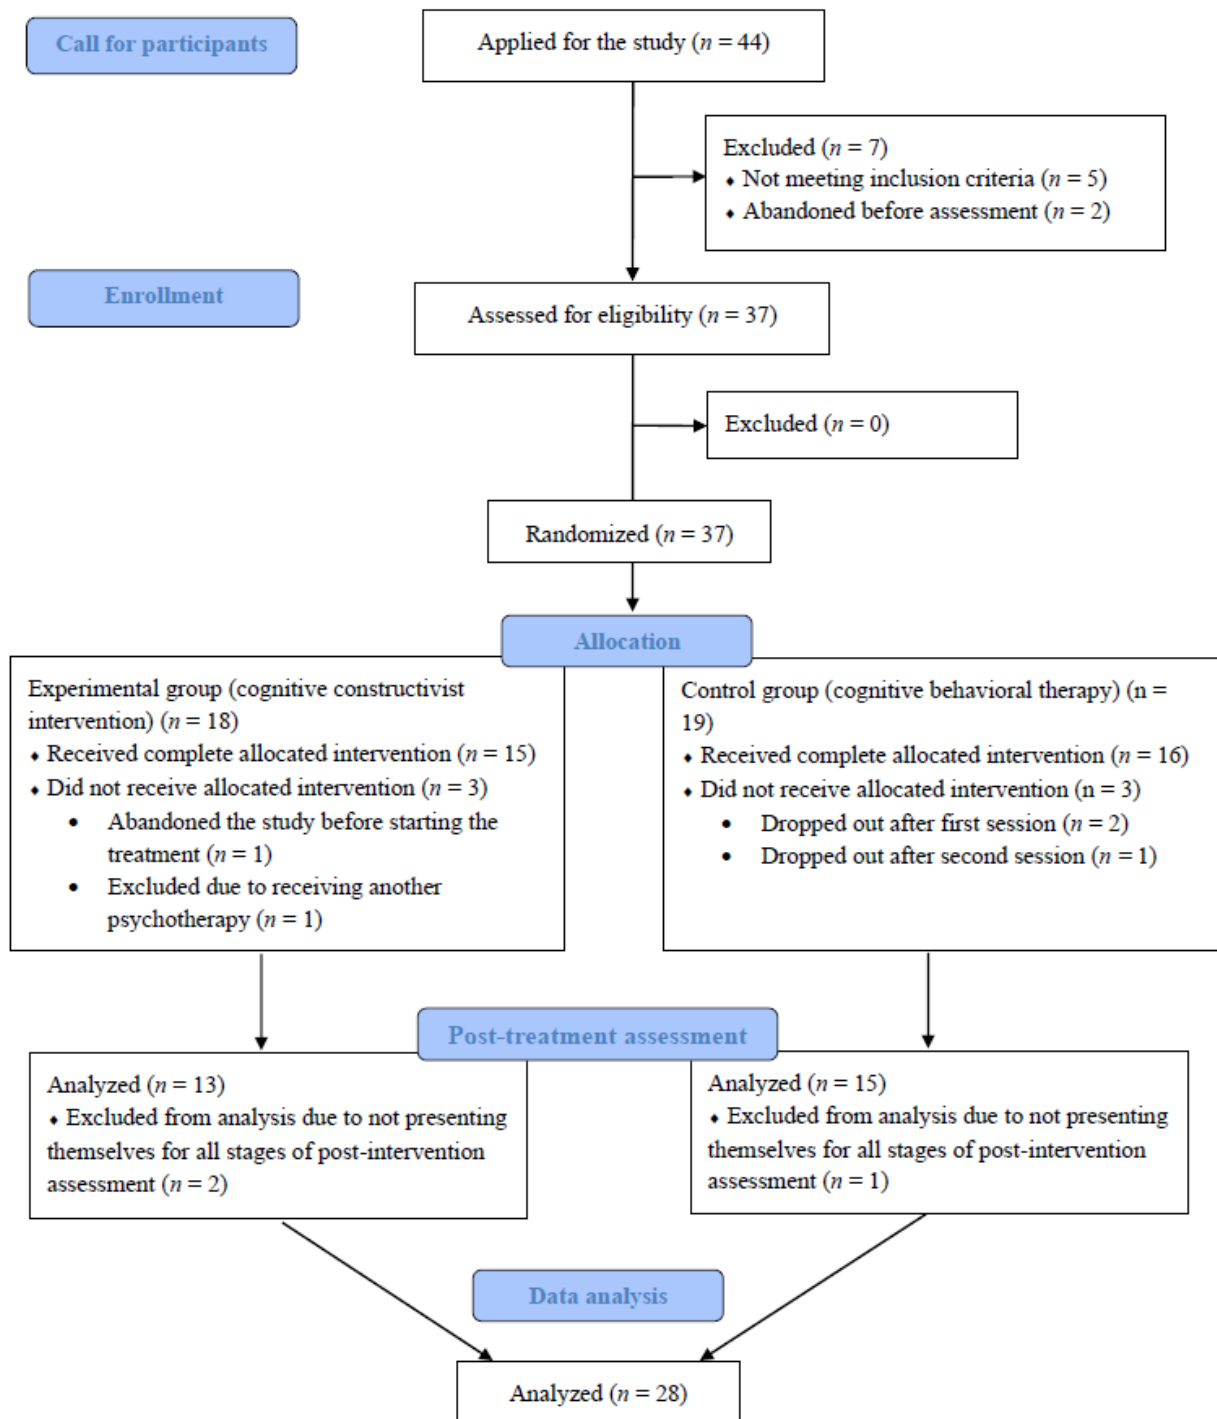 Call for participants
Applied for the study (n = 44)
Excluded (n = 7)
⬧ Not meeting inclusion criteria (n = 5)
⬧ Abandoned before assessment (n = 2)
Enrollment
Assessed for eligibility (n = 37)
Excluded (n = 0)
Randomized (n = 37)
Allocation
Experimental group (cognitive constructivist
intervention) (n = 18)
⬧ Received complete allocated intervention (n = 15)
⬧ Did not receive allocated intervention (n = 3)
• Abandoned the study before starting the
treatment (n = 1)
• Excluded due to receiving another
psychotherapy (n = 1)
Control group (cognitive behavioral therapy) (n =
19)
⬧ Received complete allocated intervention (n = 16)
⬧ Did not receive allocated intervention (n = 3)
• Dropped out after first session (n = 2)
• Dropped out after second session (n = 1)
Post-treatment assessment
Analyzed (n = 13)
⬧ Excluded from analysis due to not presenting
themselves for all stages of post-intervention
assessment (n = 2)
Analyzed (n = 15)
⬧ Excluded from analysis due to not presenting
themselves for all stages of post-intervention
assessment (n = 1)
Data analysis
Analyzed (n = 28)